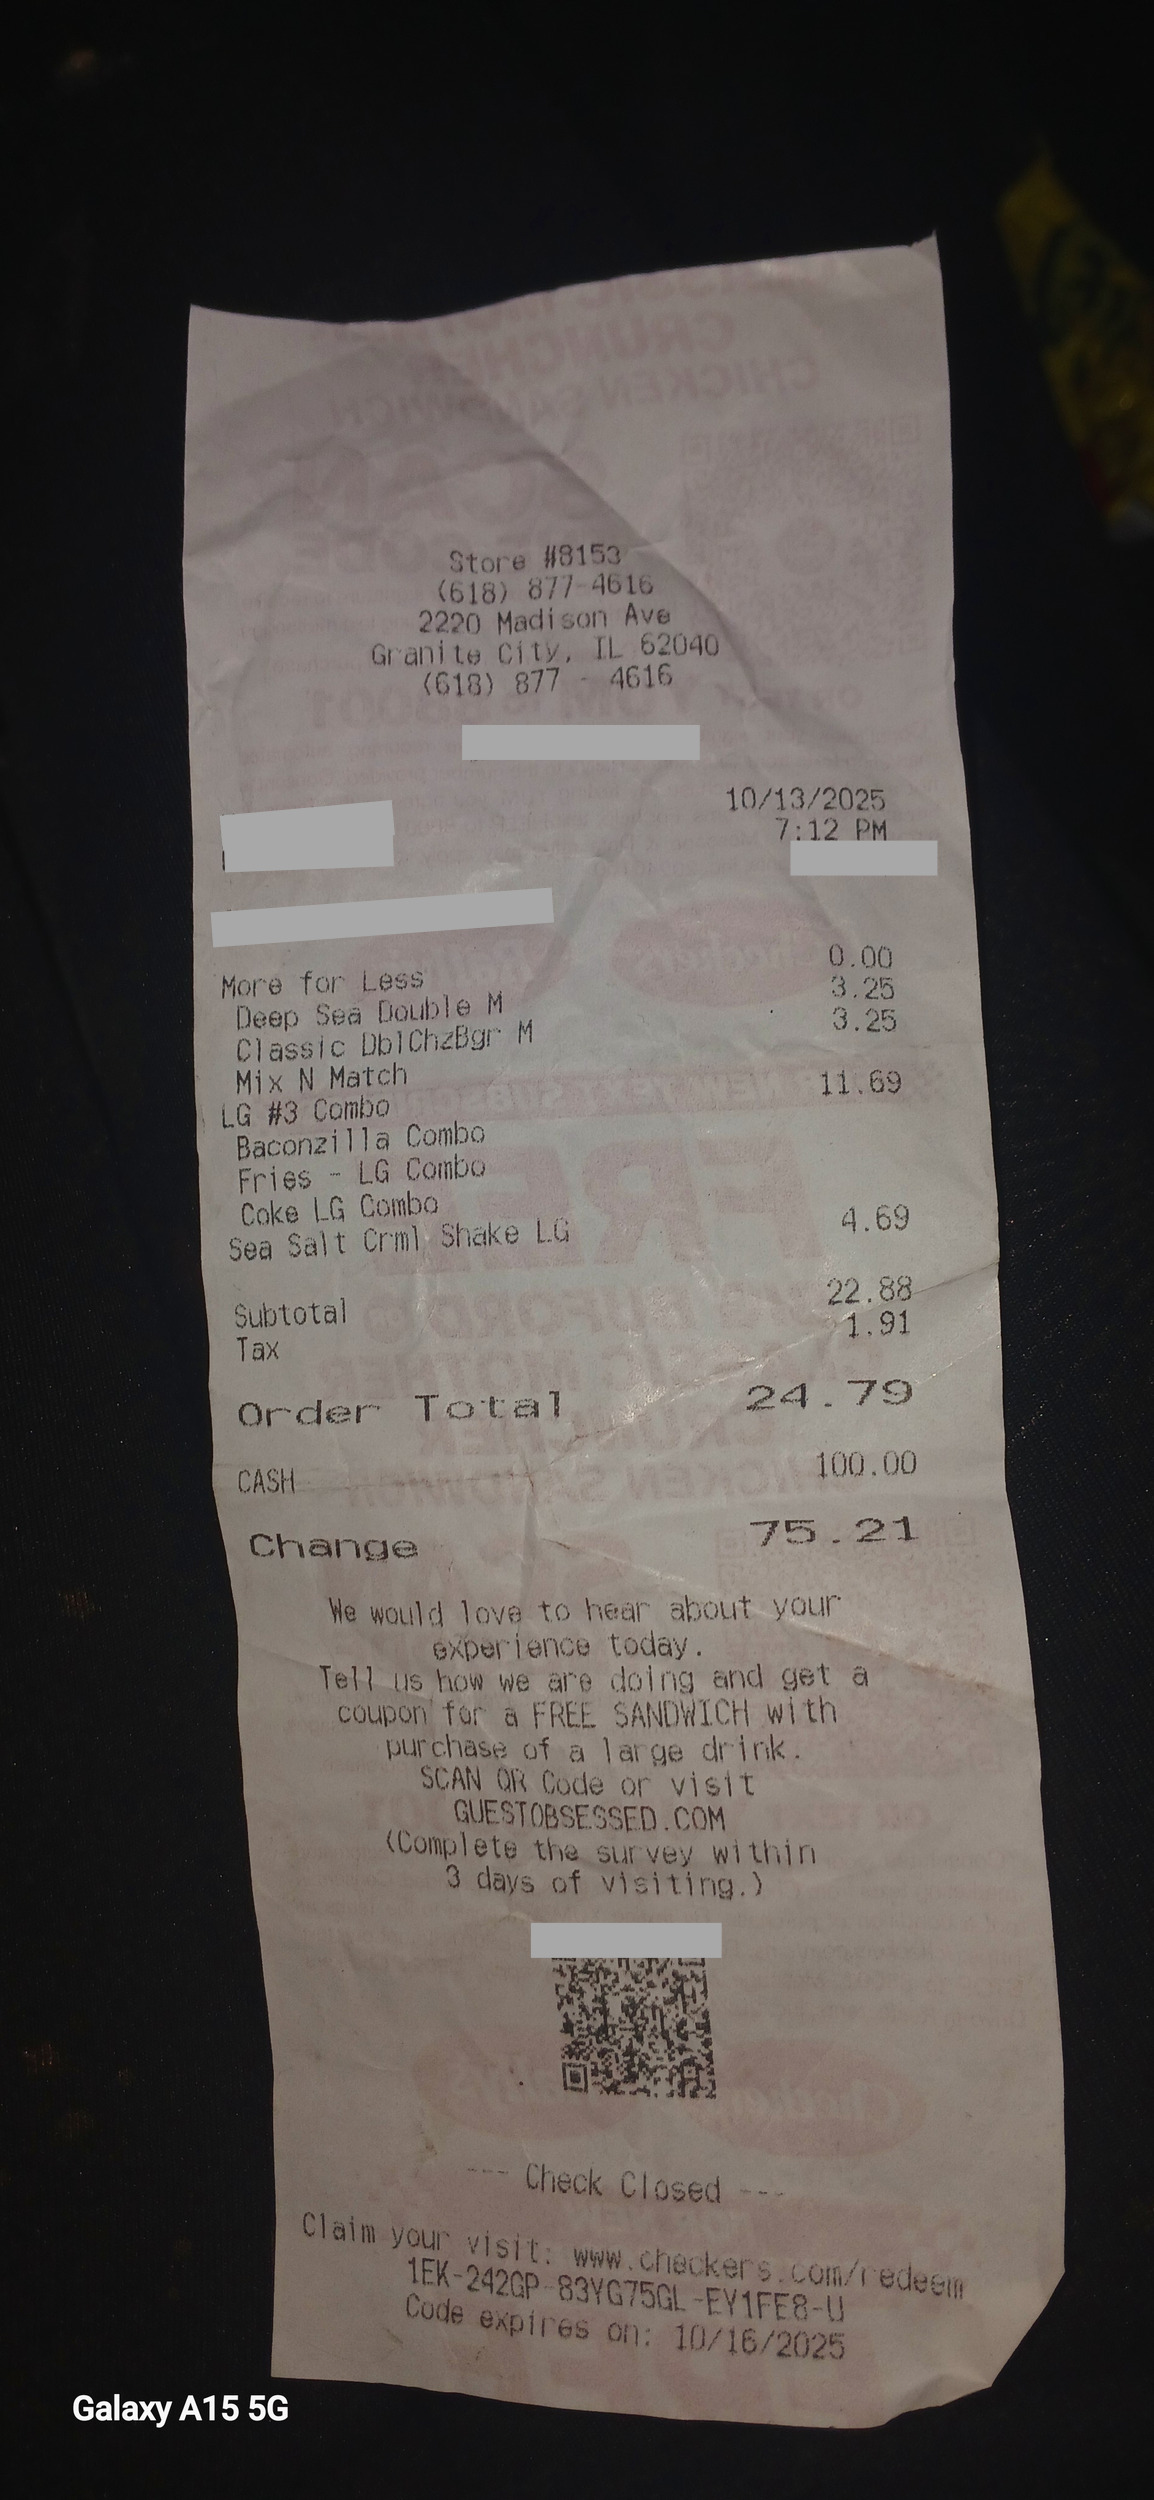 Store #8153
(618) 877-4616
2220 Madison Ave
Granite City, IL 62040
(618) 877 - 4616
10/13/2025
7:12 PM
More for Less 0.00
Deep Sea Double M 3.25
Classic DblChzBgr M 3.25
Mix N Match
LG #3 Combo 11.69
Baconzilla Combo
Fries - LG Combo
Coke LG Combo
Sea Salt Crml Shake LG 4.69
Subtotal 22.88
Tax 1.91
Order Total 24.79
CASH 100.00
Change 75.21
We would love to hear about your
experience today.
Tell us how we are doing and get a
coupon for a FREE SANDWICH with
purchase of a large drink.
SCAN QR Code or visit
GUESTOBSESSED.COM
(Complete the survey within
3 days of visiting.)
--- Check Closed ---
Claim your visit: www.checkers.com/redeem
1EK-242GP-83YG75GL-EY1FE8-U
Code expires on: 10/16/2025
Galaxy A15 5G